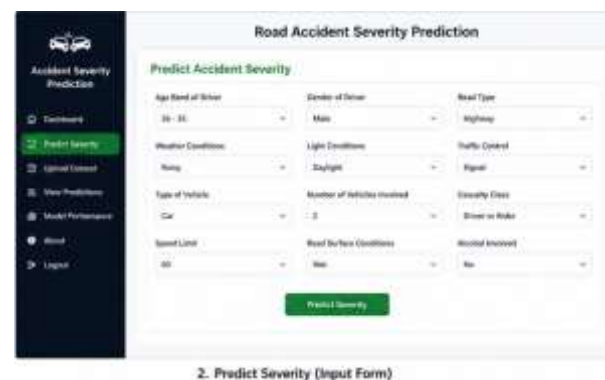 Road Accident Severity Prediction
Accident Severity
Prediction
Dashboard
Predict Severity
Upload Dataset
View Predictions
Model Performance
About
Logout
Predict Accident Severity
Age Band of Driver
Gender of Driver
Road Type
26 - 35
Male
Highway
Weather Conditions
Light Conditions
Traffic Control
Rainy
Daylight
Signal
Type of Vehicle
Number of Vehicles Involved
Casualty Class
Car
2
Driver or Rider
Speed Limit
Road Surface Conditions
Alcohol Involved
60
Wet
No
Predict Severity
2. Predict Severity (Input Form)